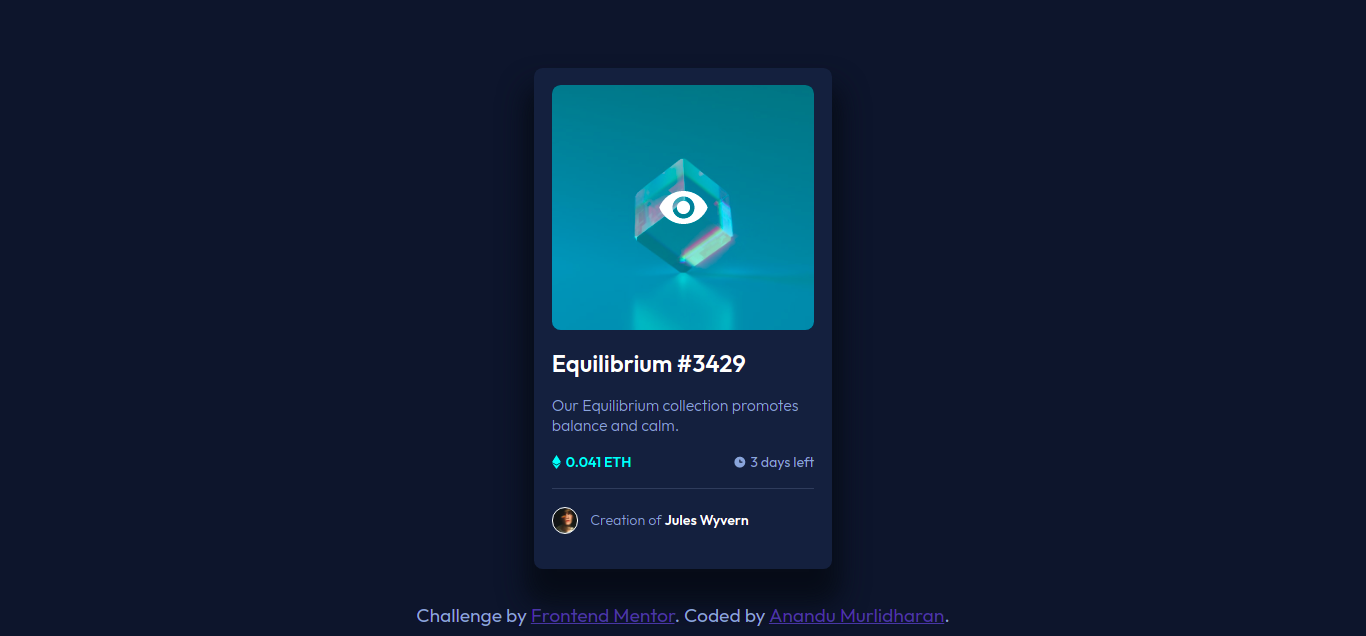 Equilibrium #3429
Our Equilibrium collection promotes
balance and calm.
0.041 ETH
3 days left
Creation of Jules Wyvern
Challenge by Frontend Mentor. Coded by Anandu Murlidharan.